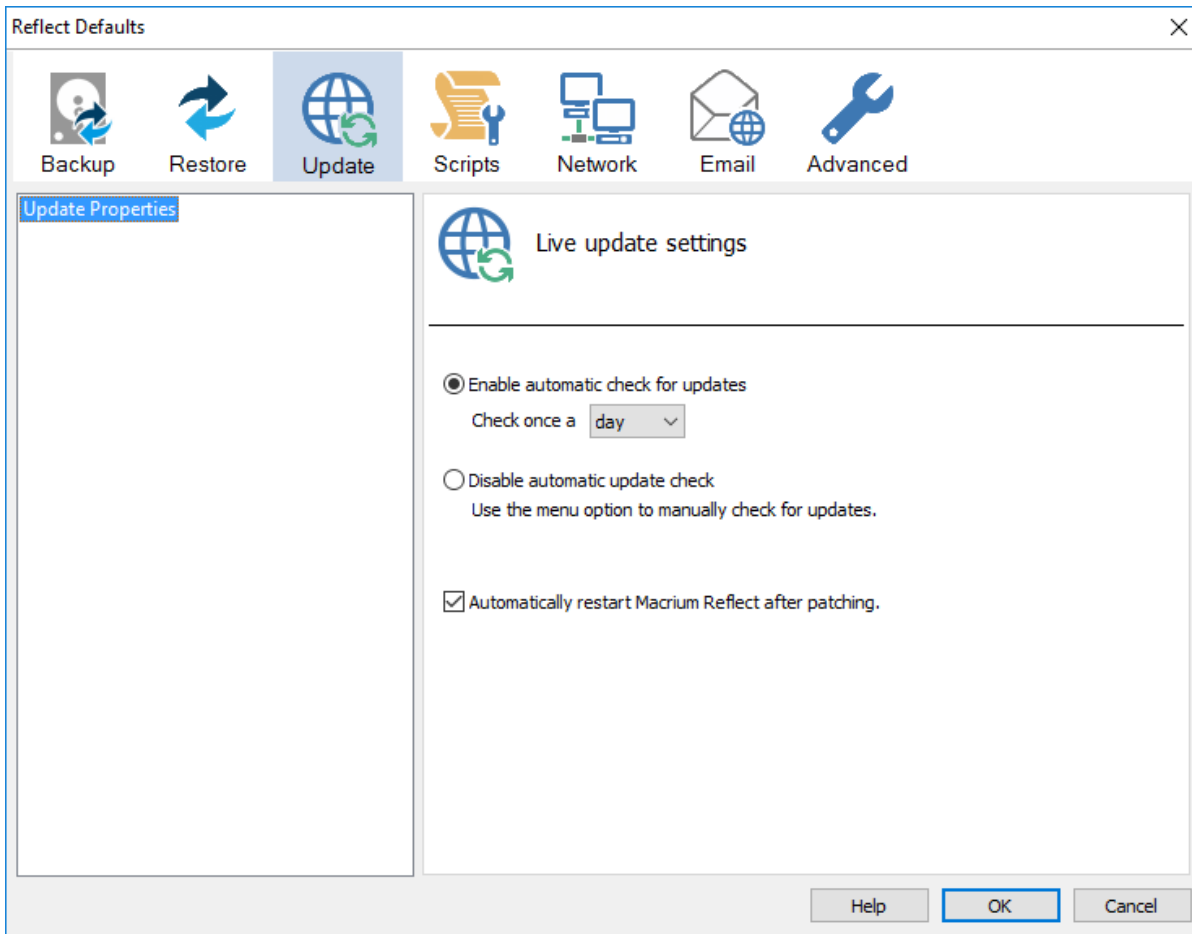 Reflect Defaults
Backup Restore Update Scripts Network Email Advanced
Update Properties
Live update settings
Enable automatic check for updates
Check once a day
Disable automatic update check
Use the menu option to manually check for updates.
Automatically restart Macrium Reflect after patching.
Help OK Cancel